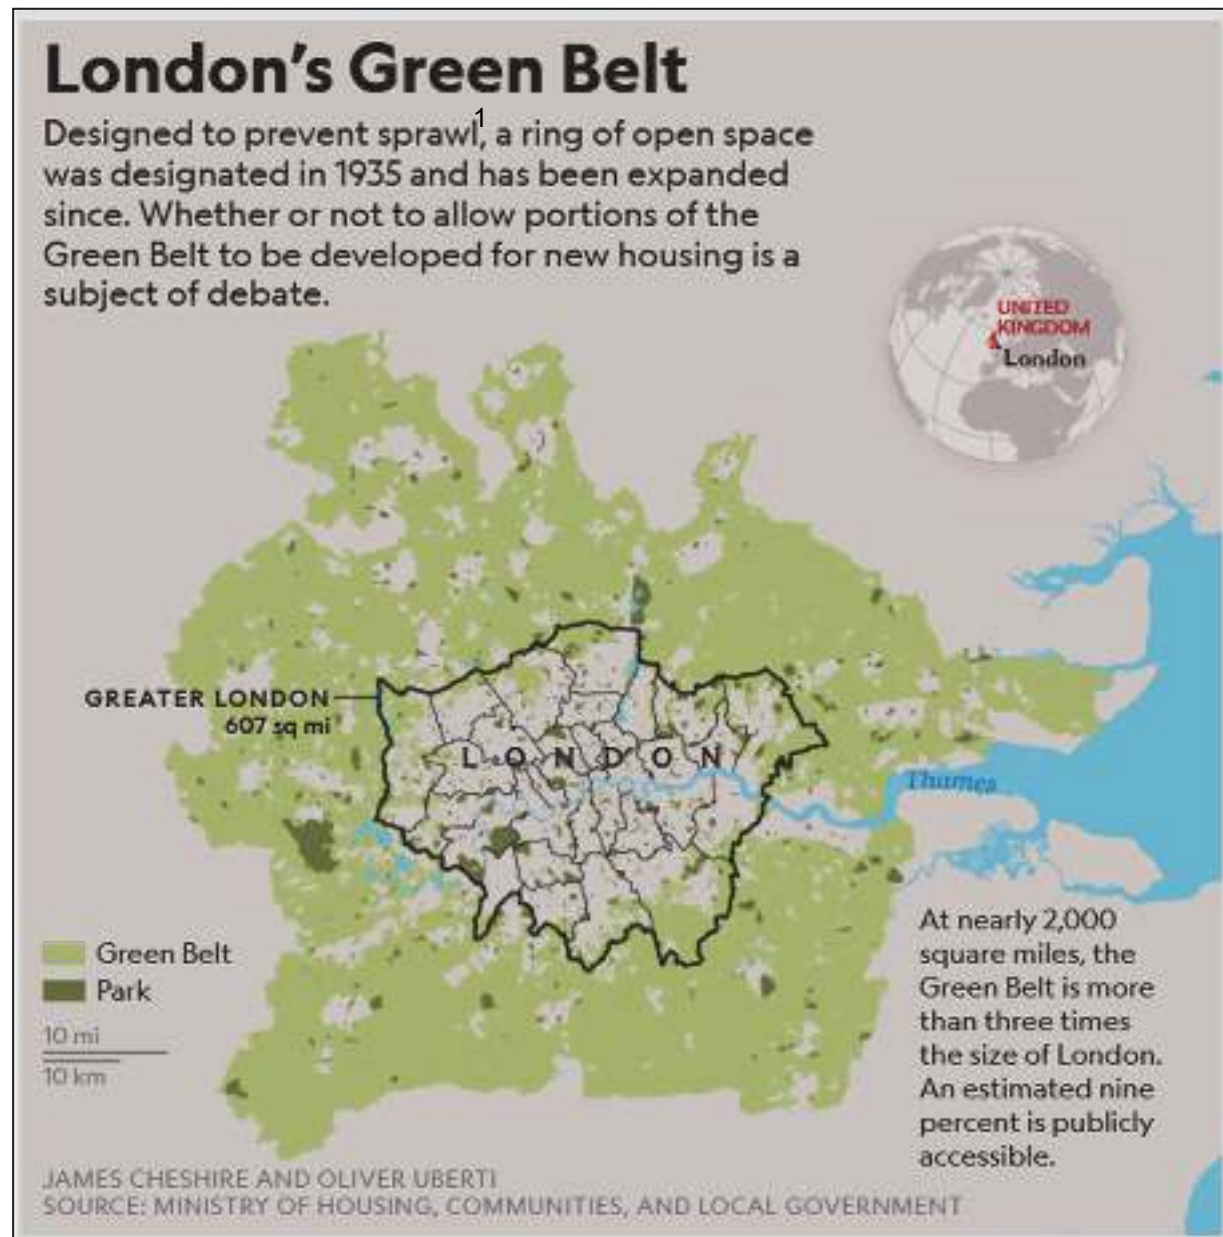 London's Green Belt
Designed to prevent sprawl,1 a ring of open space
was designated in 1935 and has been expanded
since. Whether or not to allow portions of the
Green Belt to be developed for new housing is a
subject of debate.
UNITED
KINGDOM
London
GREATER LONDON
607 sq mi
LONDON
Thames
Green Belt
Park
10 mi
10 km
At nearly 2,000
square miles, the
Green Belt is more
than three times
the size of London.
An estimated nine
percent is publicly
accessible.
JAMES CHESHIRE AND OLIVER UBERTI
SOURCE: MINISTRY OF HOUSING, COMMUNITIES, AND LOCAL GOVERNMENT